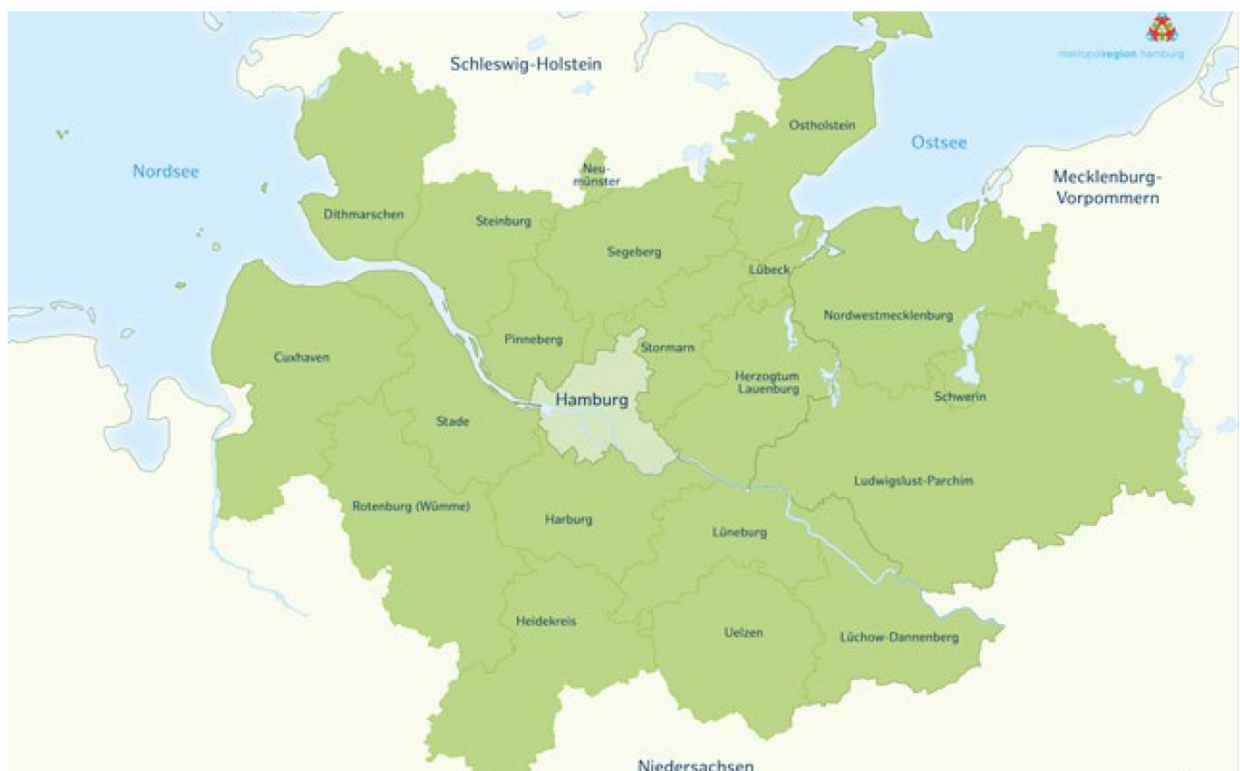 Schleswig-Holstein
metropolregion hamburg
Ostholstein
Nordsee
Ostsee
Neu-
münster
Mecklenburg-
Vorpommern
Dithmarschen
Steinburg
Segeberg
Lübeck
Nordwestmecklenburg
Pinneberg
Stormarn
Cuxhaven
Herzogtum
Lauenburg
Hamburg
Schwerin
Stade
Ludwigslust-Parchim
Rotenburg (Wümme)
Harburg
Lüneburg
Heidekreis
Uelzen
Lüchow-Dannenberg
Niedersachsen